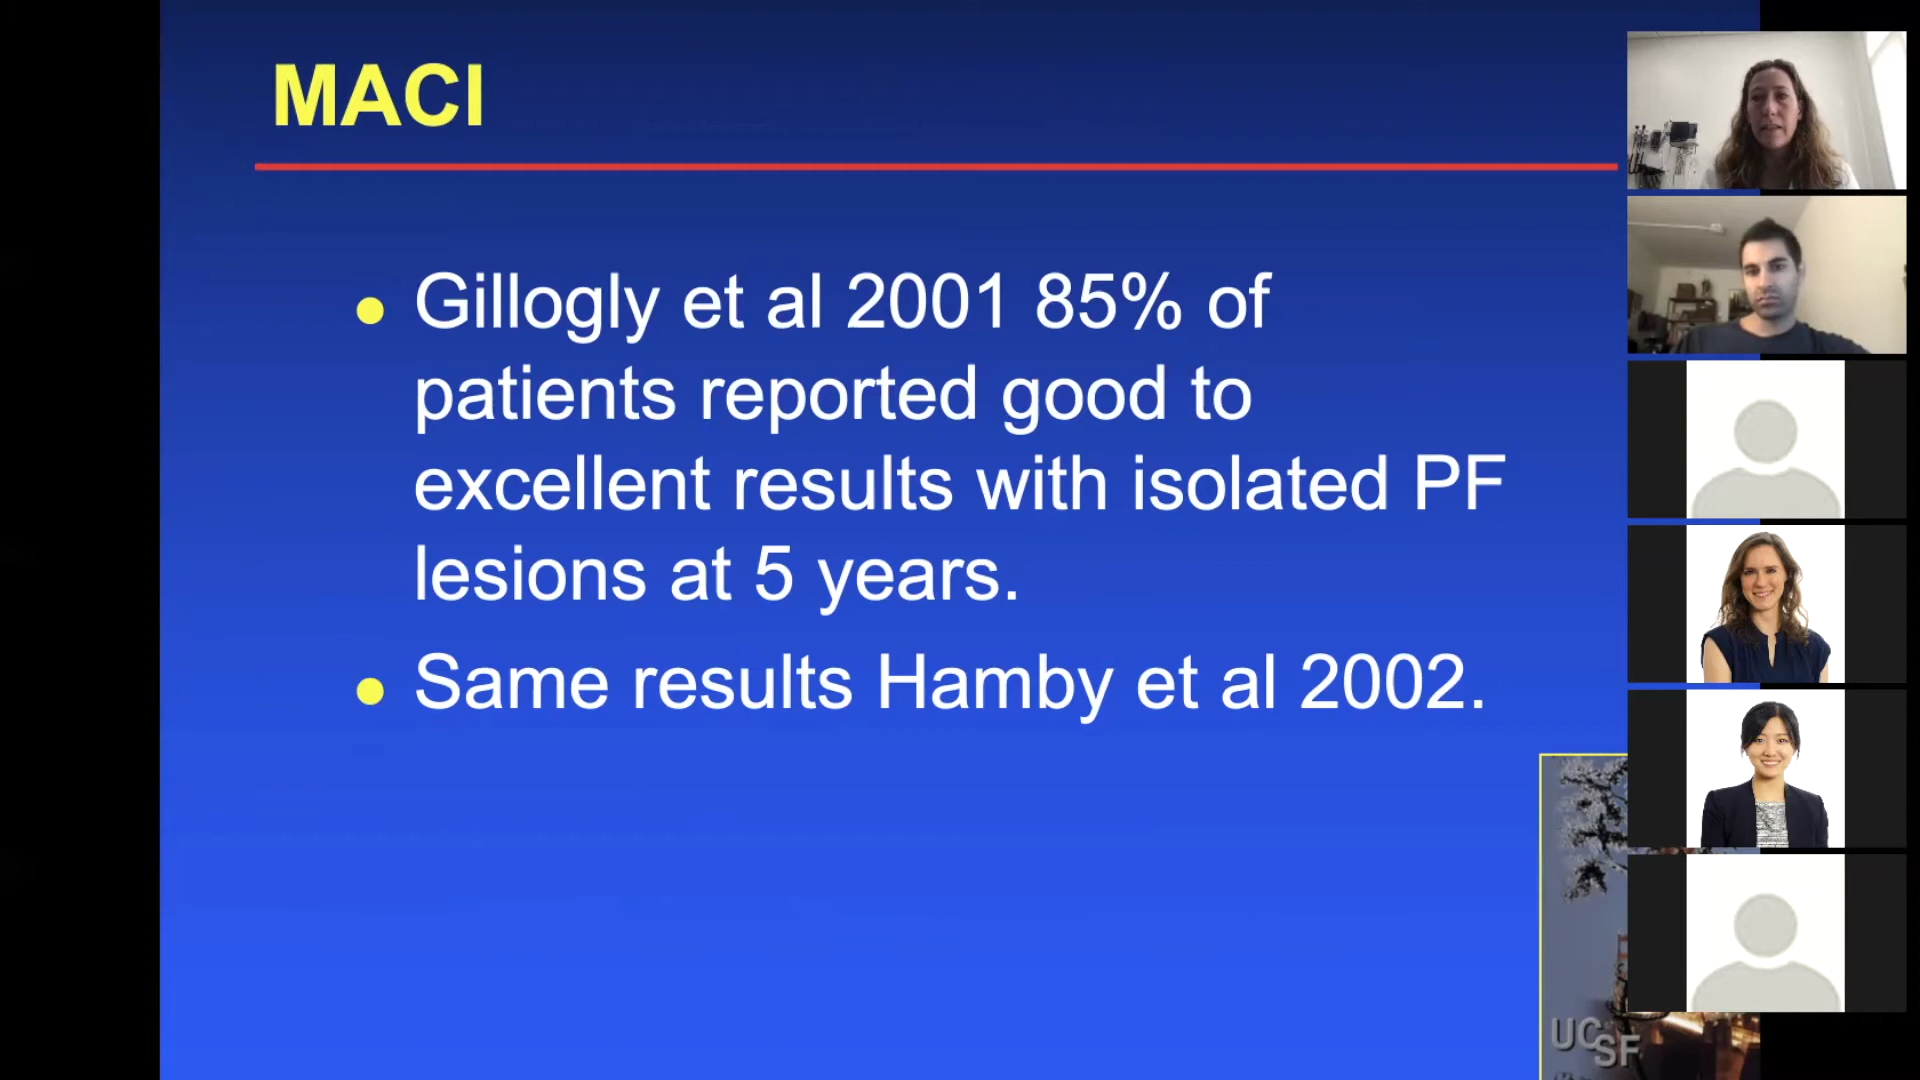 MACI
Gillogly et al 2001 85% of
patients reported good to
excellent results with isolated PF
lesions at 5 years.
Same results Hamby et al 2002.
UCSF